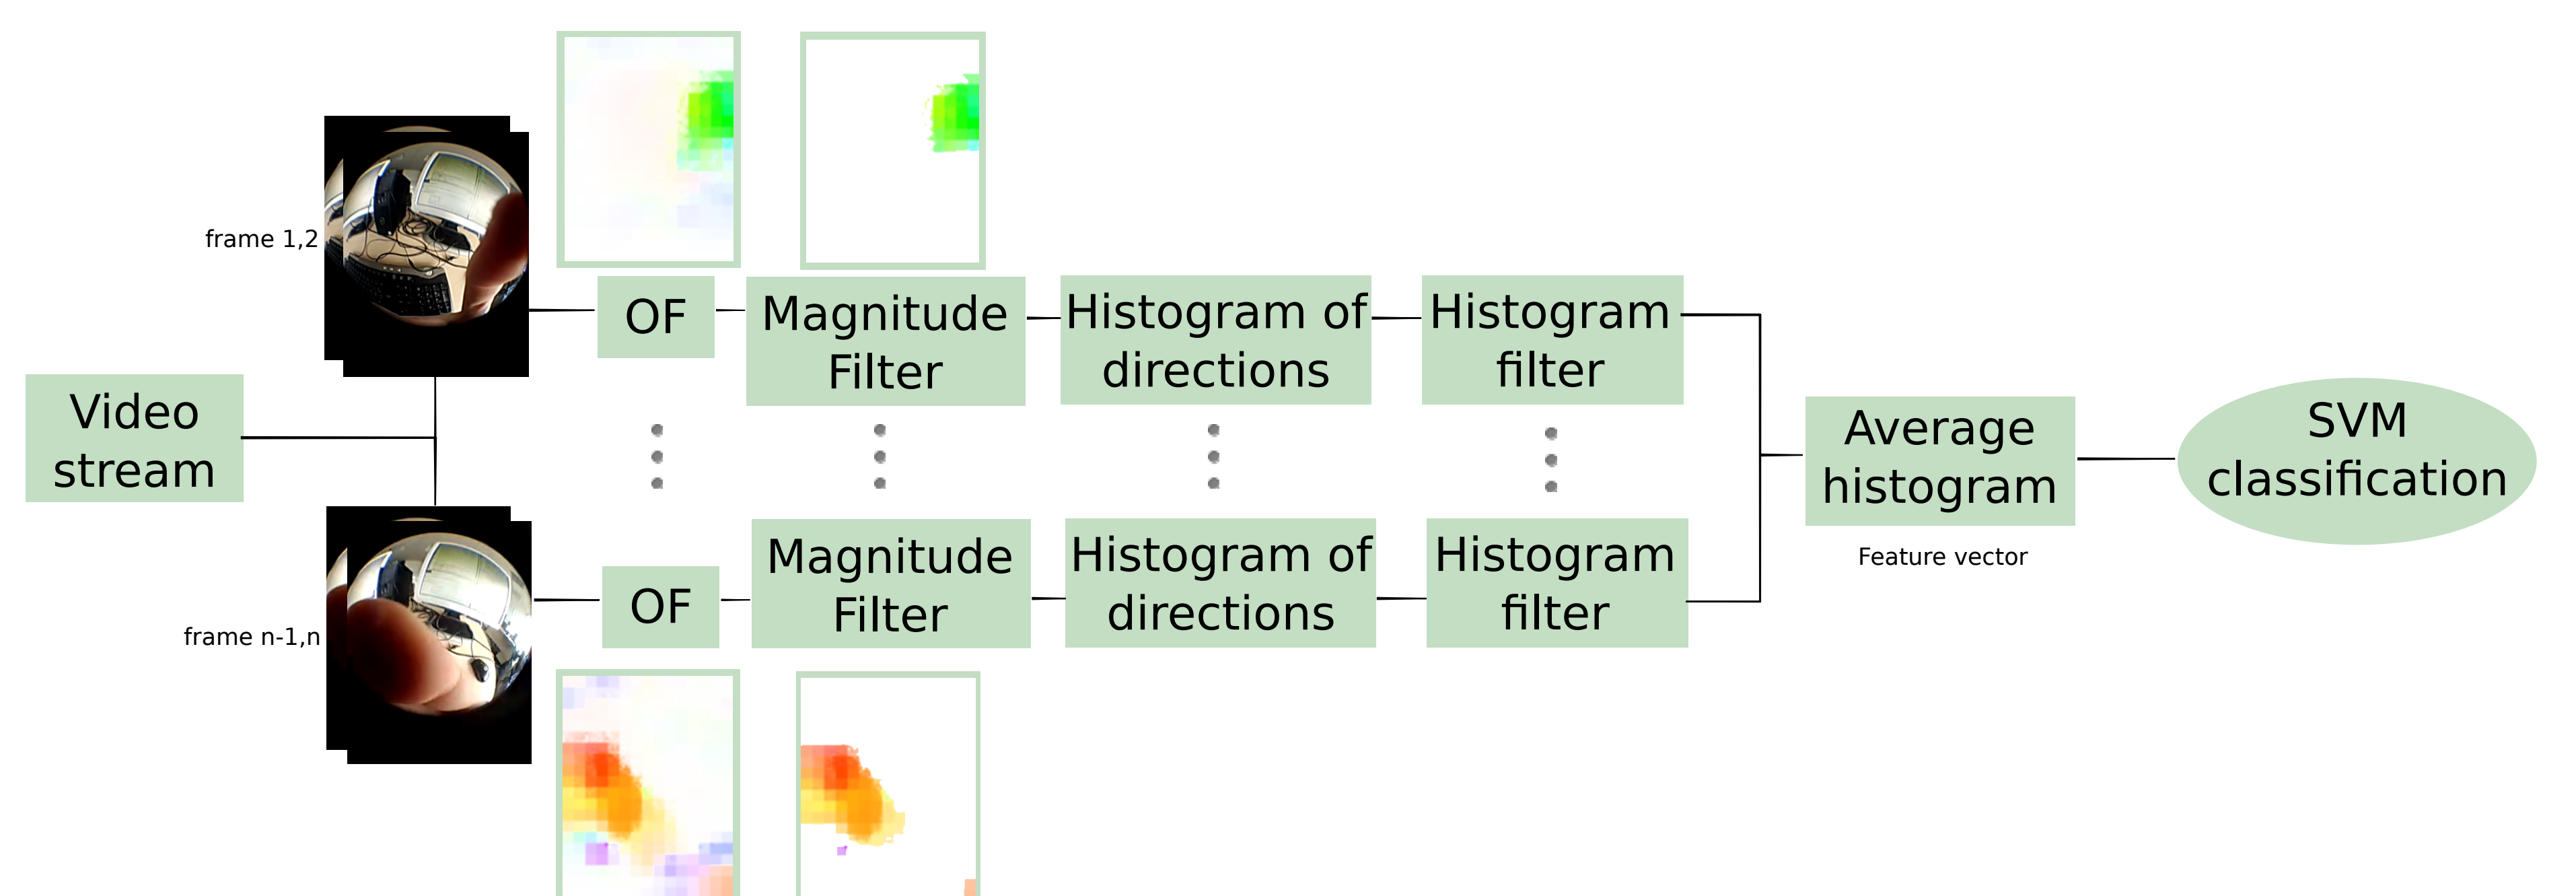 frame 1,2
OF
Magnitude
Filter
Histogram of
directions
Histogram
filter
Video
stream
Average
histogram
Feature vector
SVM
classification
frame n-1,n
OF
Magnitude
Filter
Histogram of
directions
Histogram
filter